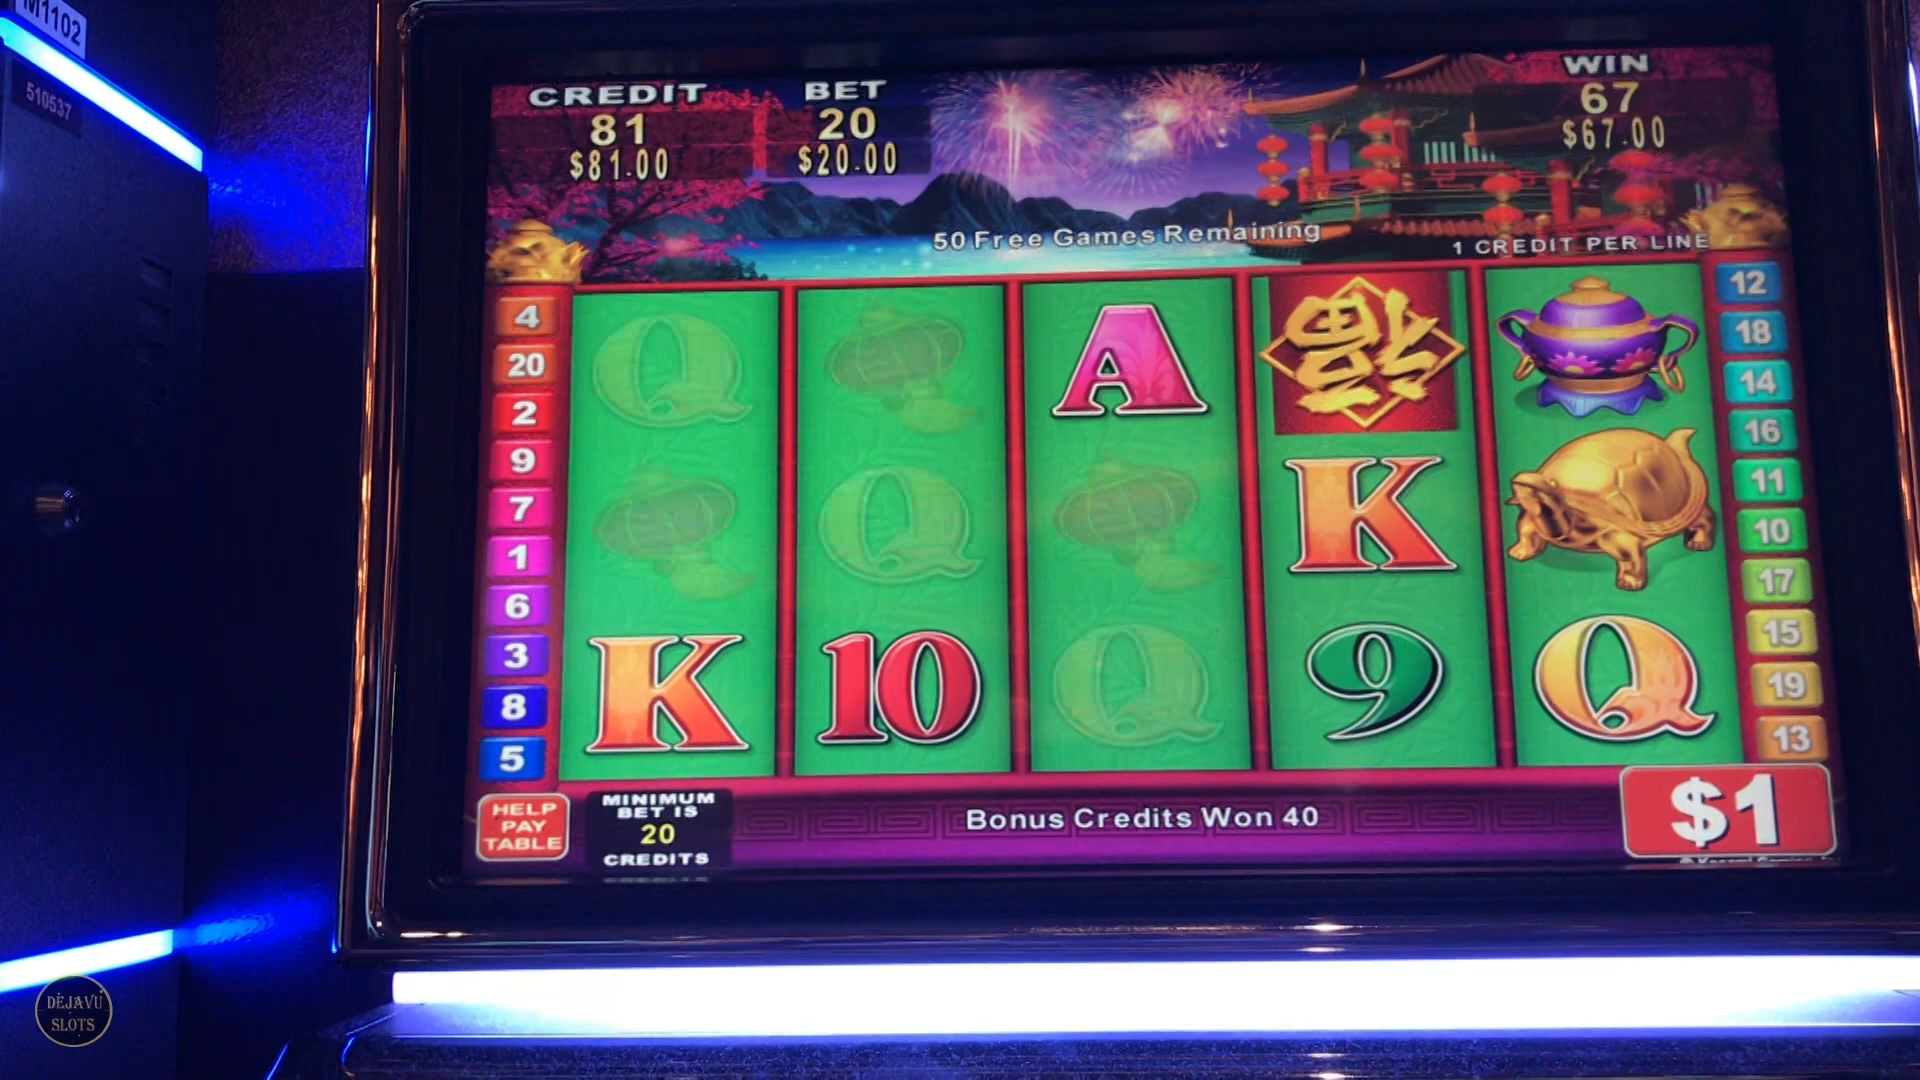 M1102
510537
CREDIT
81
$81.00
BET
20
$20.00
WIN
67
$67.00
50 Free Games Remaining
1 CREDIT PER LINE
4
20
2
9
7
1
6
3
8
5
Q
A
福
K
Q
K
10
Q
9
Q
12
18
14
16
11
10
17
15
19
13
HELP
PAY
TABLE
MINIMUM
BET IS
20
CREDITS
Bonus Credits Won 40
$1
DEJAVU
SLOTS